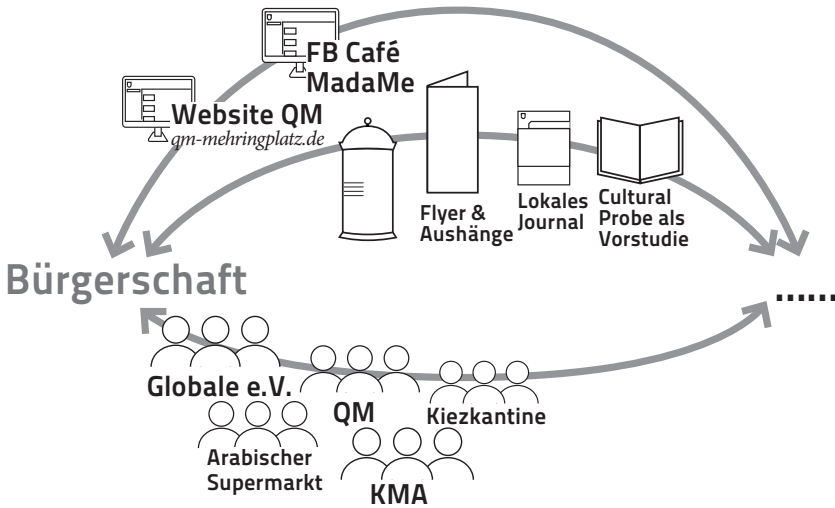 FB Café
MadaMe
Website QM
qm-mehringplatz.de
Flyer &
Aushänge
Lokales
Journal
Cultural
Probe als
Vorstudie
Bürgerschaft
......
Globale e.V.
QM
Kiezkantine
Arabischer
Supermarkt
KMA